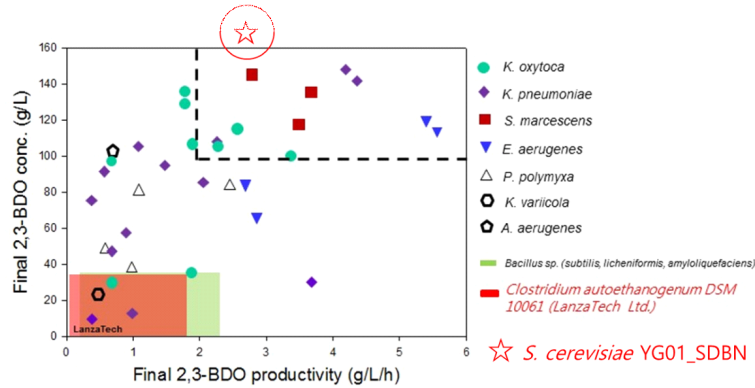 Final 2,3-BDO conc. (g/L)
160
140
120
100
80
60
40
20
0
LanzaTech
0
1
2
3
4
5
6
Final 2,3-BDO productivity (g/L/h)
K. oxytoca
K. pneumoniae
S. marcescens
E. aerugenes
P. polymyxa
K. variicola
A. aerugenes
Bacillus sp. (subtilis, licheniformis, amyloliquefaciens)
Clostridium autoethanogenum DSM
10061 (LanzaTech Ltd.)
S. cerevisiae YG01_SDBN